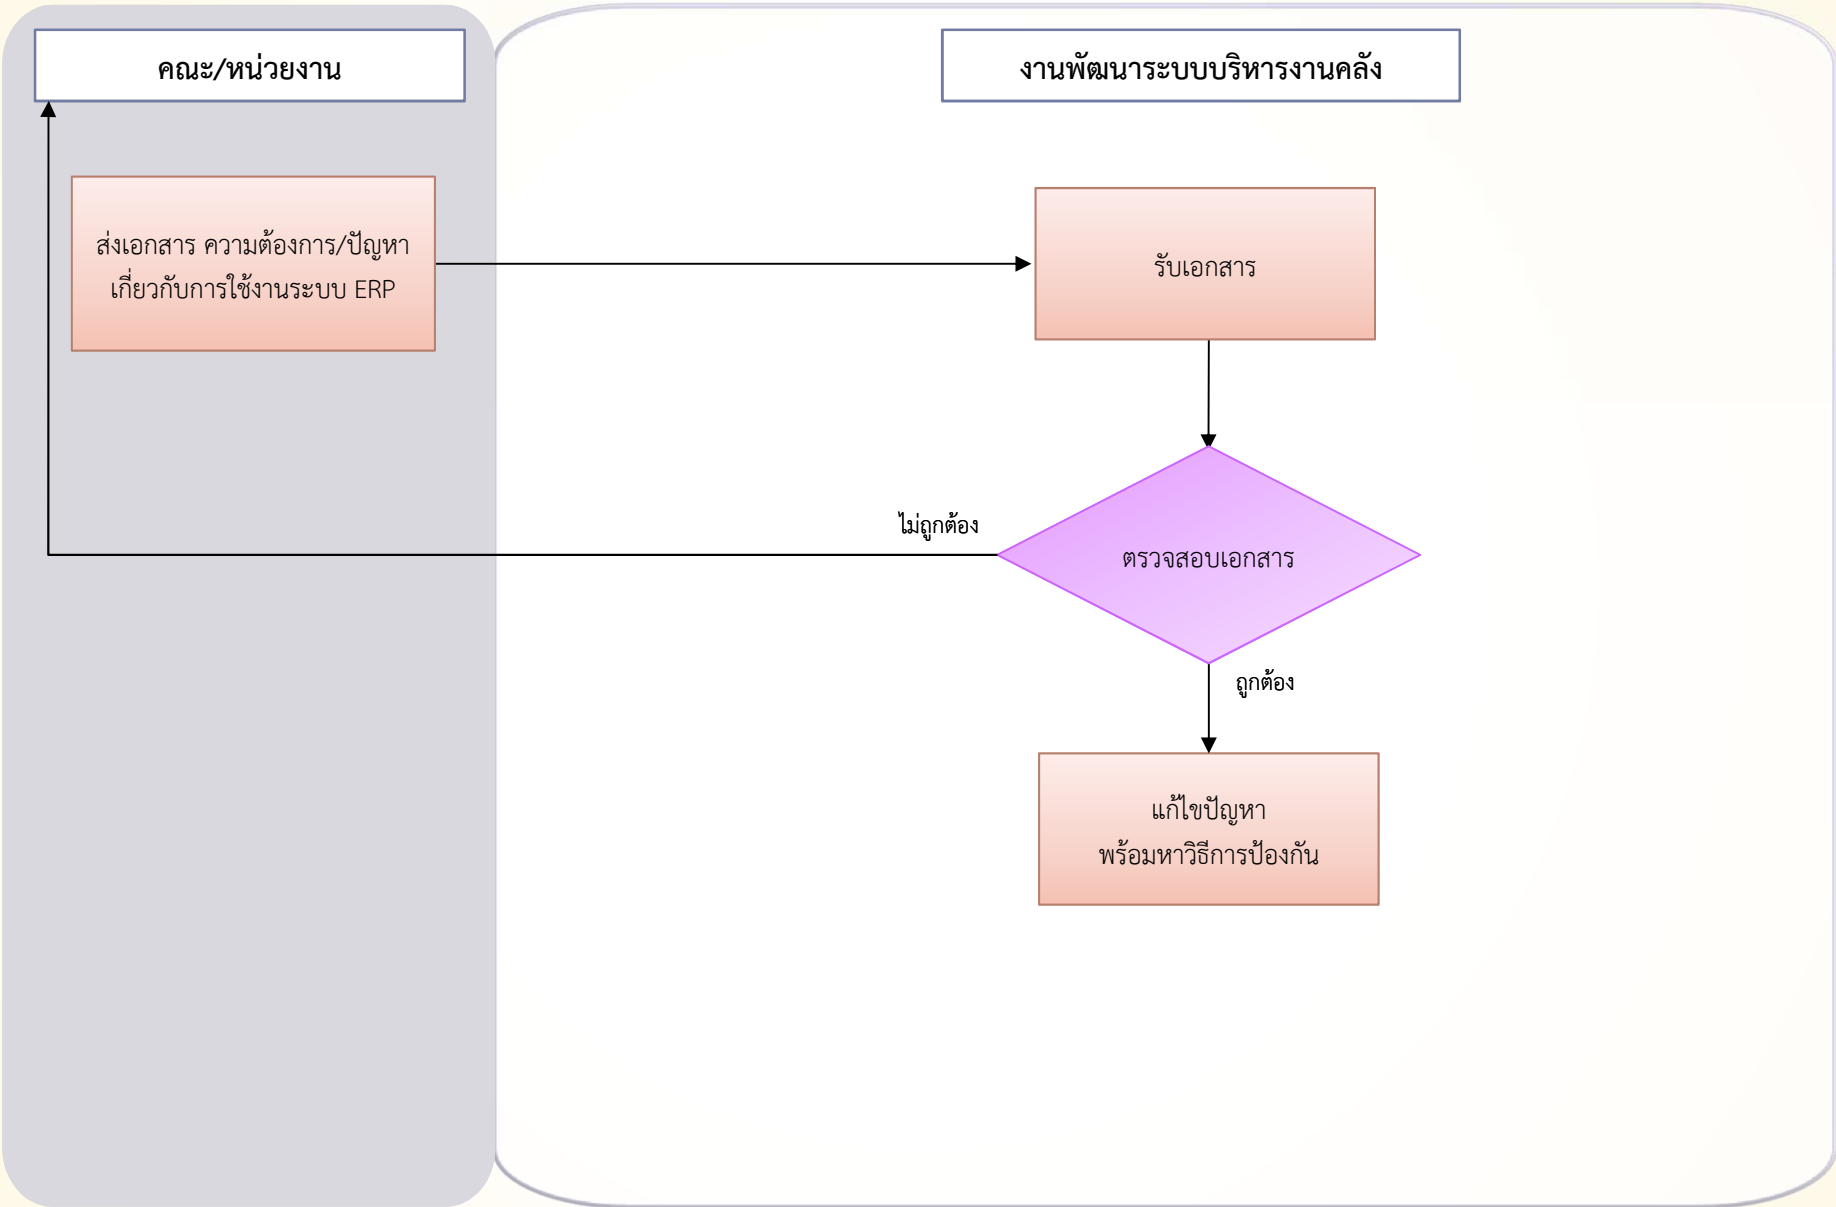 คณะ/หน่วยงาน
งานพัฒนาระบบบริหารงานคลัง
ส่งเอกสาร ความต้องการ/ปัญหา
เกี่ยวกับการใช้งานระบบ ERP
รับเอกสาร
ไม่ถูกต้อง
ตรวจสอบเอกสาร
ถูกต้อง
แก้ไขปัญหา
พร้อมหาวิธีการป้องกัน